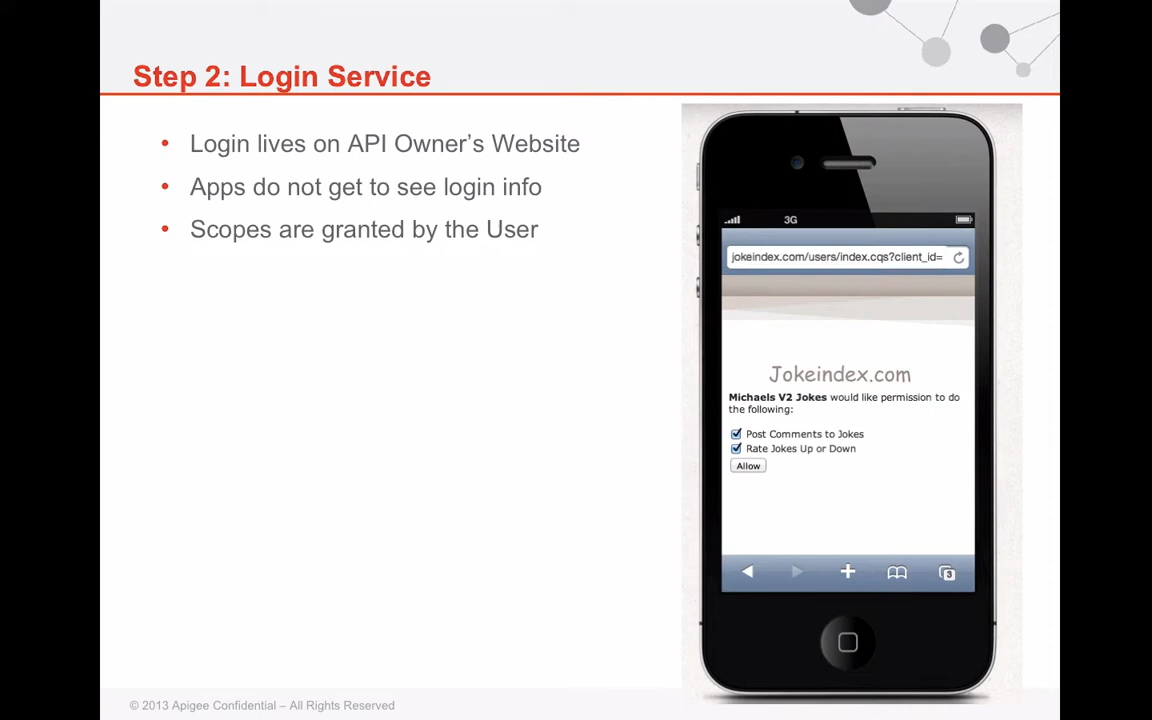 Step 2: Login Service
• Login lives on API Owner’s Website
• Apps do not get to see login info
• Scopes are granted by the User
3G
jokeindex.com/users/index.cqs?client_id=
Jokeindex.com
Michaels V2 Jokes would like permission to do
the following:
Post Comments to Jokes
Rate Jokes Up or Down
Allow
3
© 2013 Apigee Confidential – All Rights Reserved